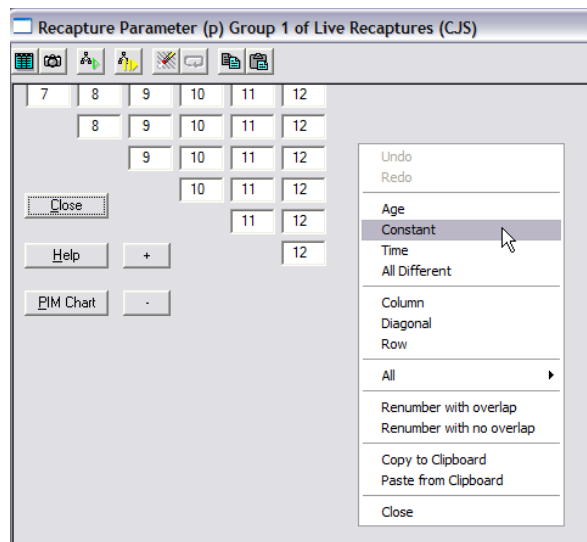 Recapture Parameter (p) Group 1 of Live Recaptures (CJS)
7 8 9 10 11 12
8 9 10 11 12
9 10 11 12
10 11 12
11 12
12
Close
Help +
PIM Chart -
Undo
Redo
Age
Constant
Time
All Different
Column
Diagonal
Row
All
Renumber with overlap
Renumber with no overlap
Copy to Clipboard
Paste from Clipboard
Close